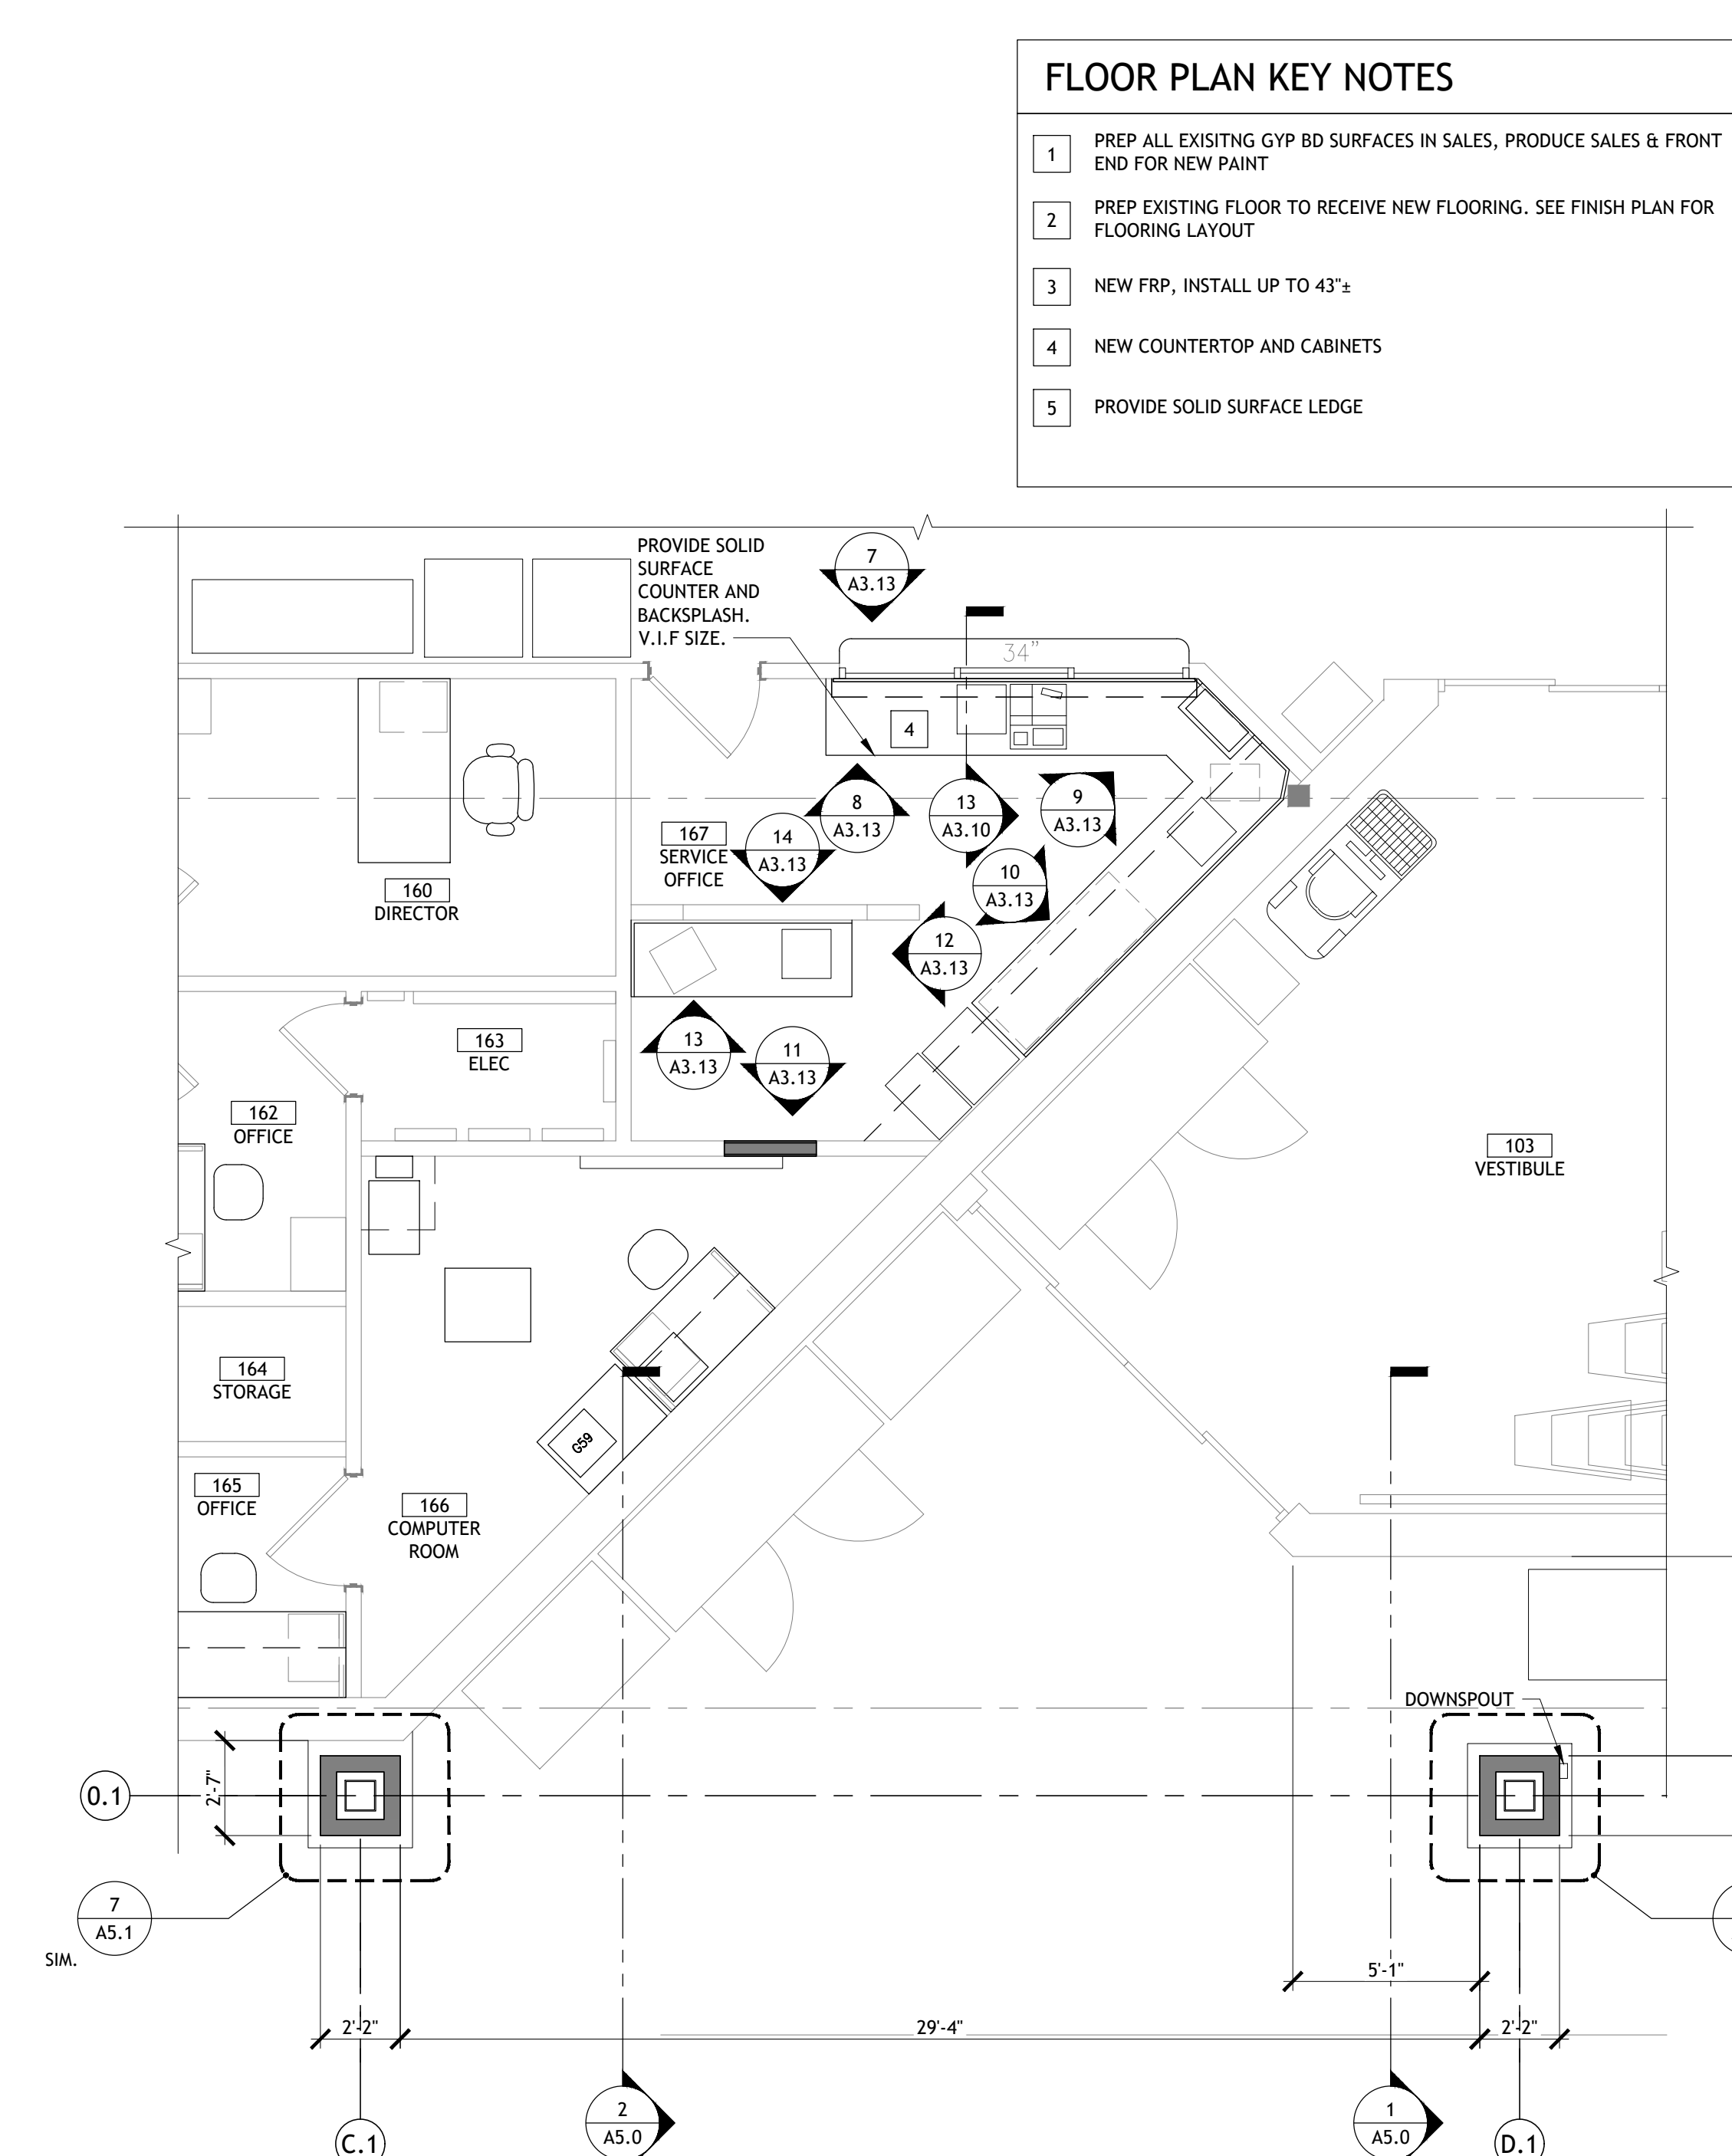 FLOOR PLAN KEY NOTES
1
PREP ALL EXISITNG GYP BD SURFACES IN SALES, PRODUCE SALES & FRONT
END FOR NEW PAINT
2
PREP EXISTING FLOOR TO RECEIVE NEW FLOORING. SEE FINISH PLAN FOR
FLOORING LAYOUT
3
NEW FRP, INSTALL UP TO 43"±
4
NEW COUNTERTOP AND CABINETS
5
PROVIDE SOLID SURFACE LEDGE
PROVIDE SOLID
SURFACE
COUNTER AND
BACKSPLASH.
V.I.F SIZE.
7
A3.13
34"
4
8
A3.13
13
A3.10
9
A3.13
167
SERVICE
OFFICE
14
A3.13
10
A3.13
160
DIRECTOR
12
A3.13
163
ELEC
13
A3.13
11
A3.13
162
OFFICE
103
VESTIBULE
164
STORAGE
G59
165
OFFICE
166
COMPUTER
ROOM
DOWNSPOUT
0.1
2'-7"
7
A5.1
SIM.
5'-1"
2'-2"
29'-4"
2'-2"
2
A5.0
1
A5.0
C.1
D.1